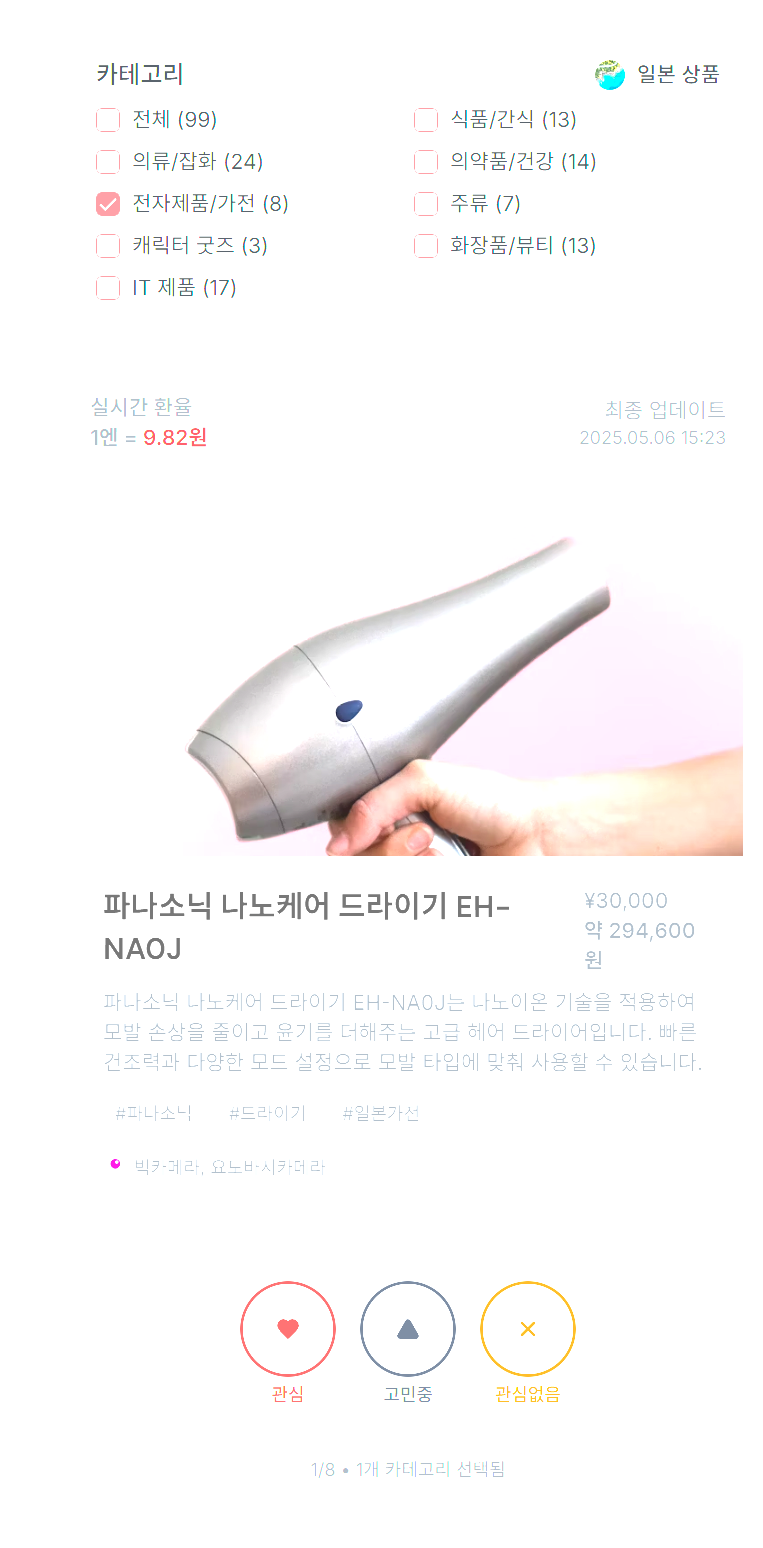 카테고리
일본 상품
전체 (99)
식품/간식 (13)
의류/잡화 (24)
의약품/건강 (14)
전자제품/가전 (8)
주류 (7)
캐릭터 굿즈 (3)
화장품/뷰티 (13)
IT 제품 (17)
실시간 환율
최종 업데이트
1엔 = 9.82원
2025.05.06 15:23
파나소닉 나노케어 드라이기 EH-
NA0J
¥30,000
약 294,600
원
파나소닉 나노케어 드라이기 EH-NA0J는 나노이온 기술을 적용하여
모발 손상을 줄이고 윤기를 더해주는 고급 헤어 드라이어입니다. 빠른
건조력과 다양한 모드 설정으로 모발 타입에 맞춰 사용할 수 있습니다.
#파나소닉 #드라이기 #일본가전
빅카메라, 요도바시카메라
관심 고민중 관심없음
1/8 • 1개 카테고리 선택됨